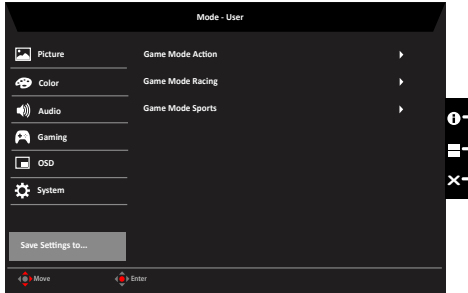 Mode - User
Picture
Color
Audio
Gaming
OSD
System
Save Settings to...
Game Mode Action
Game Mode Racing
Game Mode Sports
Move
Enter